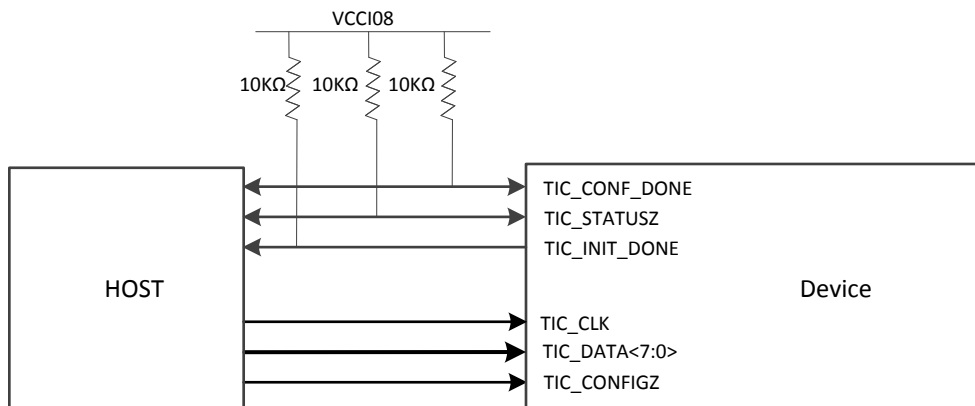 VCCI08
10KΩ 10KΩ 10KΩ
TIC_CONF_DONE
TIC_STATUSZ
TIC_INIT_DONE
HOST
Device
TIC_CLK
TIC_DATA<7:0>
TIC_CONFIGZ